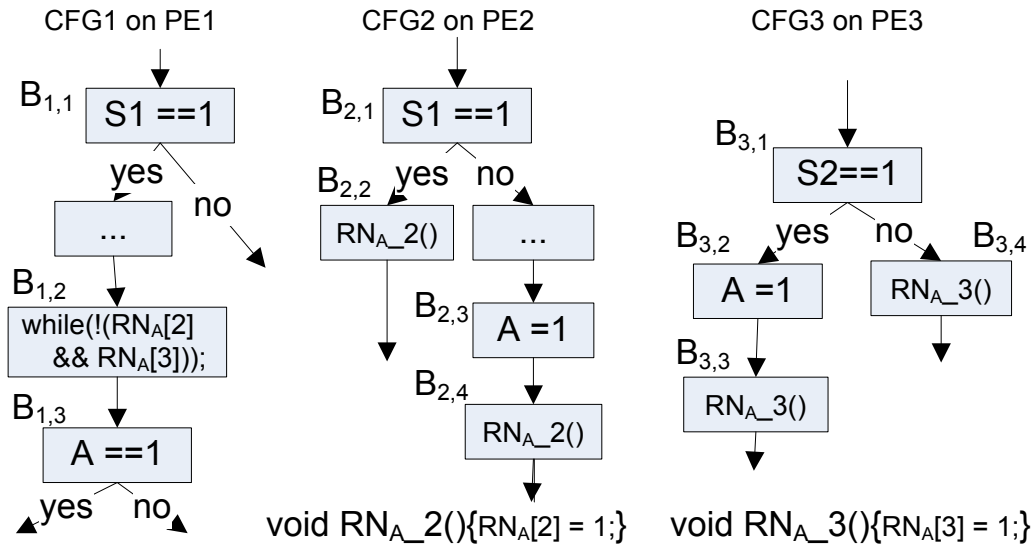 CFG1 on PE1
B1,1
S1 ==1
yes
no
...
B1,2
while(!(RNA[2]
&& RNA[3]));
B1,3
A ==1
yes
no
CFG2 on PE2
B2,1
S1 ==1
yes
no
B2,2
RNA_2()
...
B2,3
A =1
B2,4
RNA_2()
void RNA_2(){RNA[2] = 1;}
CFG3 on PE3
B3,1
S2==1
yes
no
B3,2
A =1
B3,4
RNA_3()
B3,3
RNA_3()
void RNA_3(){RNA[3] = 1;}